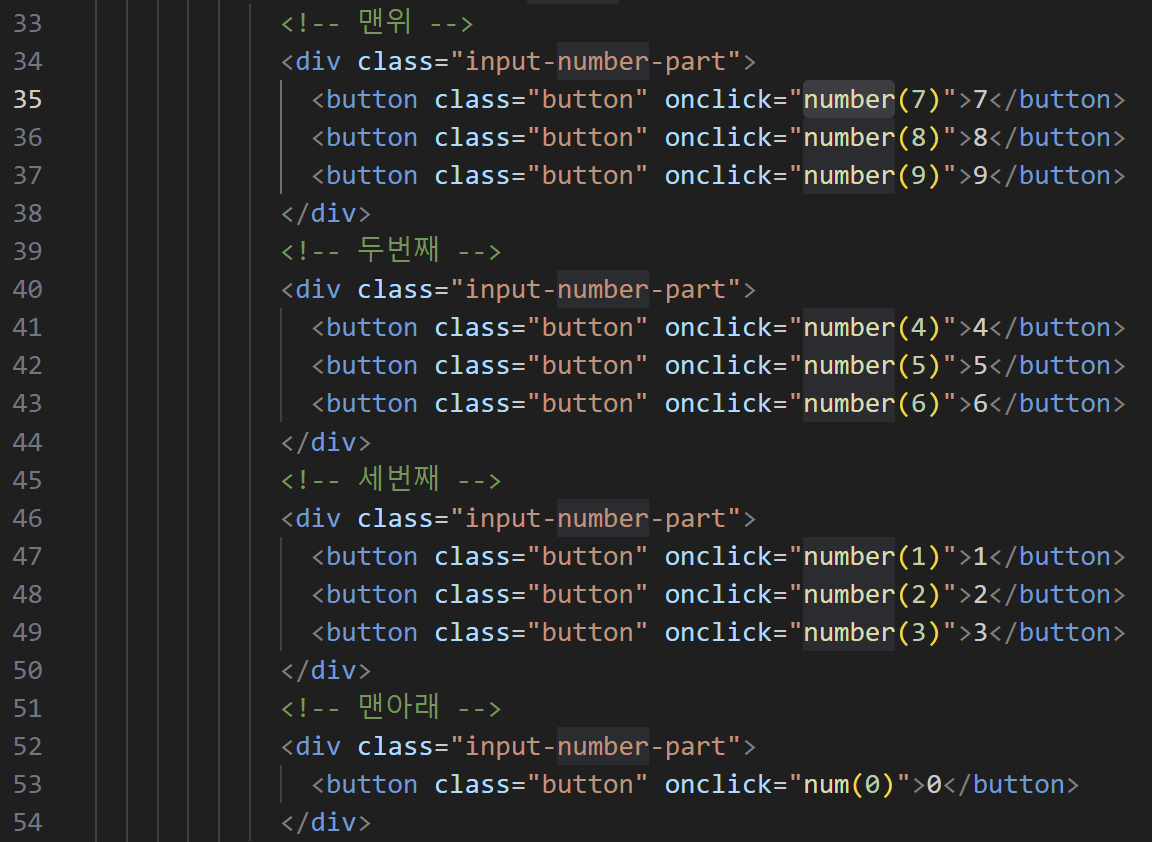 33 <!-- 맨위 -->
34 <div class="input-number-part">
35 <button class="button" onclick="number(7)">7</button>
36 <button class="button" onclick="number(8)">8</button>
37 <button class="button" onclick="number(9)">9</button>
38 </div>
39 <!-- 두번째 -->
40 <div class="input-number-part">
41 <button class="button" onclick="number(4)">4</button>
42 <button class="button" onclick="number(5)">5</button>
43 <button class="button" onclick="number(6)">6</button>
44 </div>
45 <!-- 세번째 -->
46 <div class="input-number-part">
47 <button class="button" onclick="number(1)">1</button>
48 <button class="button" onclick="number(2)">2</button>
49 <button class="button" onclick="number(3)">3</button>
50 </div>
51 <!-- 맨아래 -->
52 <div class="input-number-part">
53 <button class="button" onclick="num(0)">0</button>
54 </div>